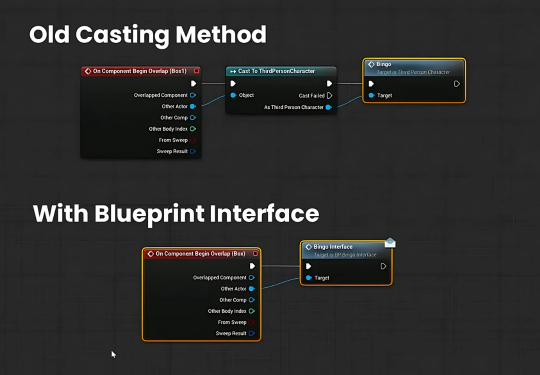 Old Casting Method
On Component Begin Overlap (Box1)
Overlapped Component
Other Actor
Other Comp
Other Body Index
From Sweep
Sweep Result
Cast To ThirdPersonCharacter
Object
Cast Failed
As Third Person Character
Bingo
Target is Third Person Character
Target
With Blueprint Interface
On Component Begin Overlap (Box)
Overlapped Component
Other Actor
Other Comp
Other Body Index
From Sweep
Sweep Result
Bingo Interface
Target is BP Bingo Interface
Target